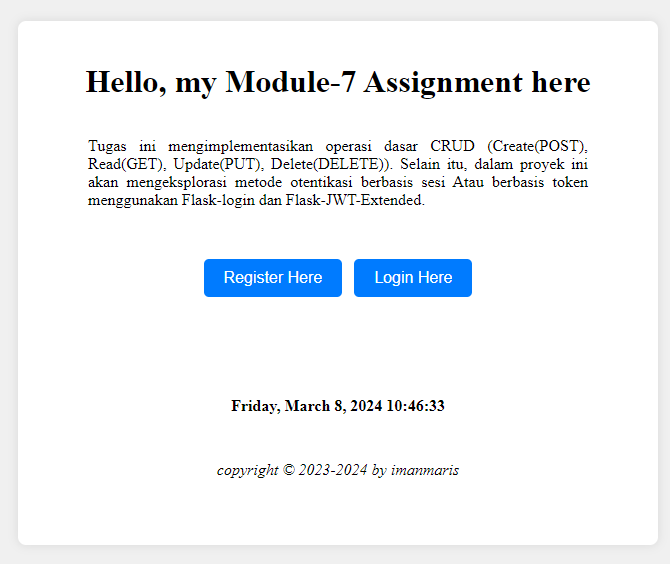 Hello, my Module-7 Assignment here
Tugas ini mengimplementasikan operasi dasar CRUD (Create(POST),
Read(GET), Update(PUT), Delete(DELETE)). Selain itu, dalam proyek ini
akan mengeksplorasi metode otentikasi berbasis sesi Atau berbasis token
menggunakan Flask-login dan Flask-JWT-Extended.
Register Here
Login Here
Friday, March 8, 2024 10:46:33
copyright © 2023-2024 by imanmaris